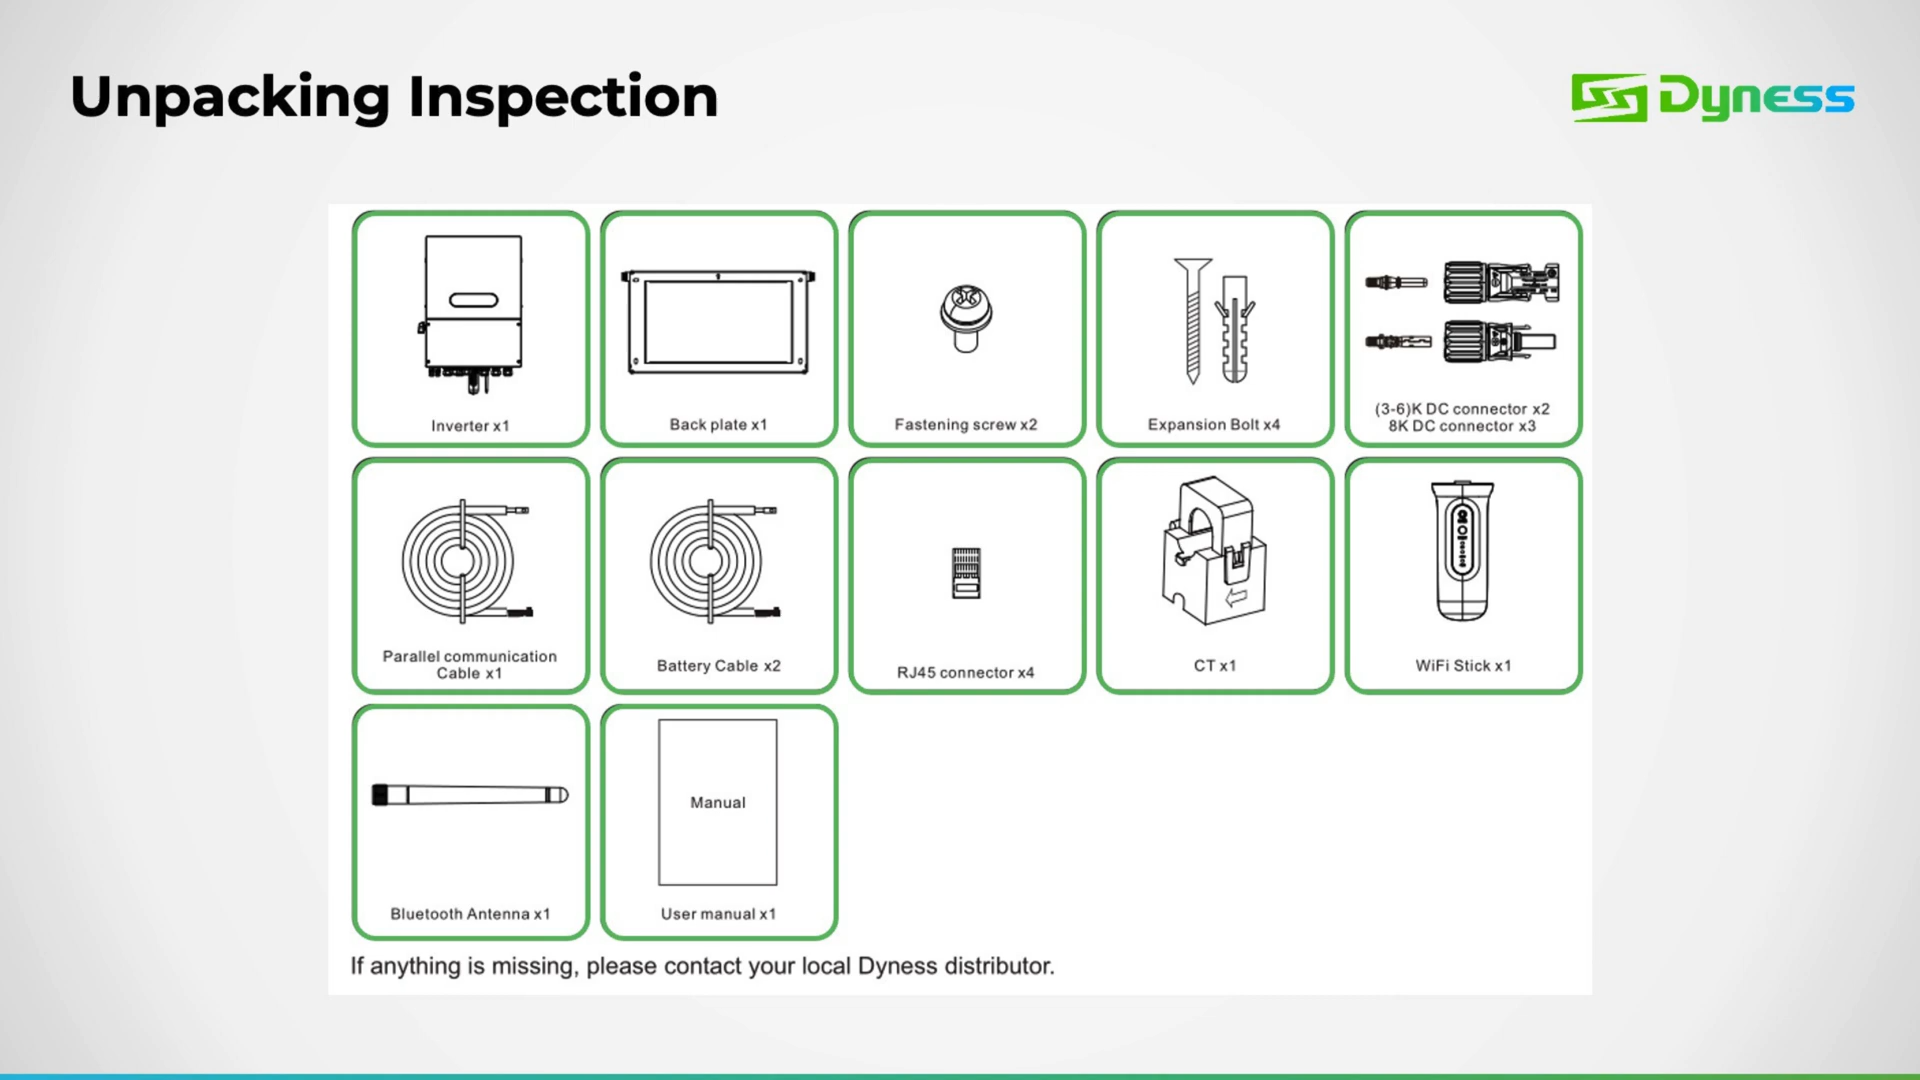 Unpacking Inspection
Dyness
Inverter x1
Back plate x1
Fastening screw x2
Expansion Bolt x4
(3-6)K DC connector x2
8K DC connector x3
Parallel communication
Cable x1
Battery Cable x2
RJ45 connector x4
CT x1
WiFi Stick x1
Manual
Bluetooth Antenna x1
User manual x1
If anything is missing, please contact your local Dyness distributor.